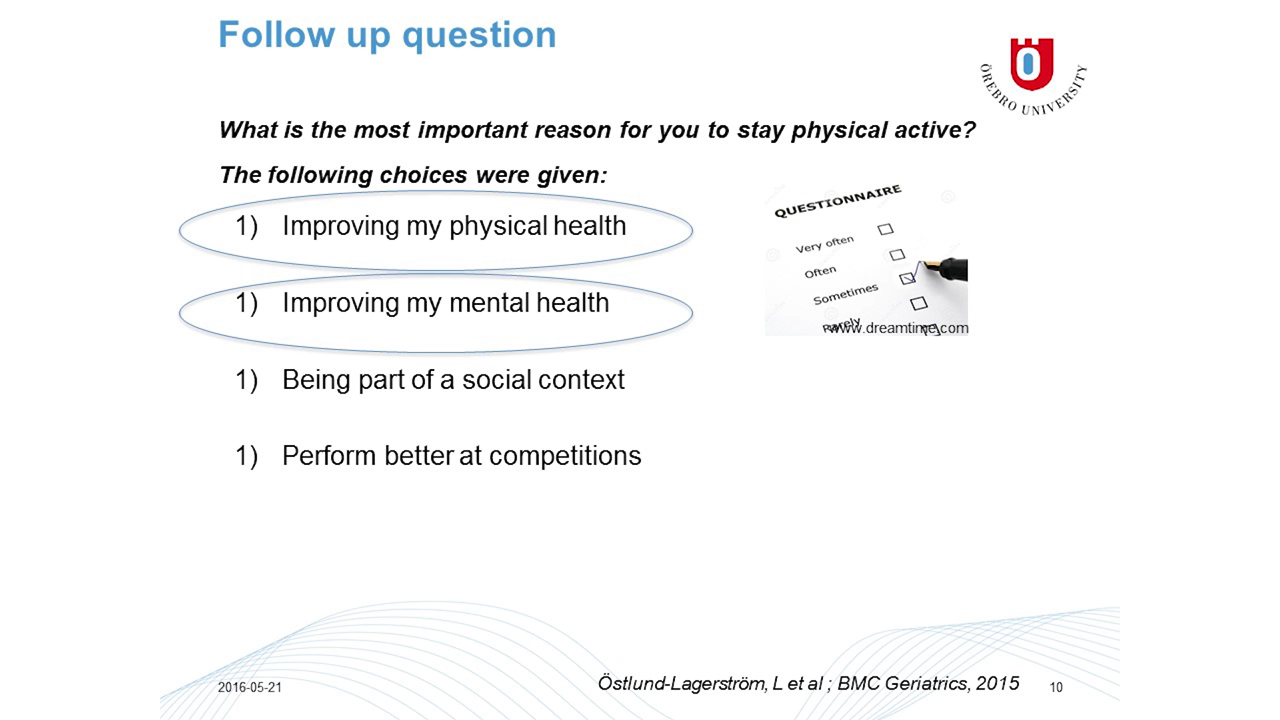 Follow up question
ÖREBRO UNIVERSITY
What is the most important reason for you to stay physical active?
The following choices were given:
1) Improving my physical health
1) Improving my mental health
1) Being part of a social context
1) Perform better at competitions
QUESTIONNAIRE
Very often
Often
Sometimes
Rarely
www.dreamtime.com
2016-05-21
Östlund-Lagerström, L et al ; BMC Geriatrics, 2015
10